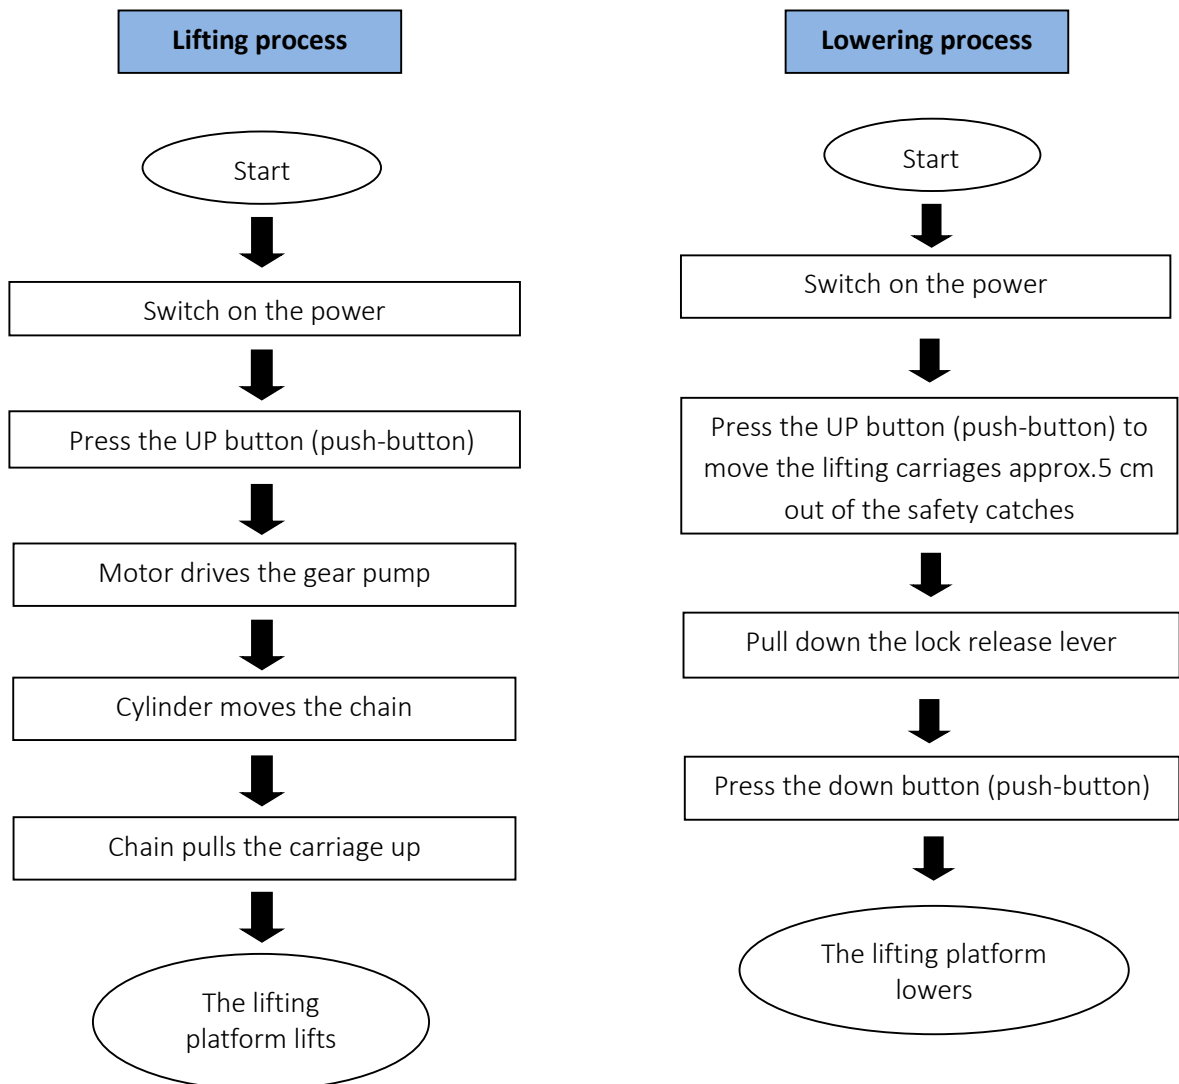 Lifting process
Start
Switch on the power
Press the UP button (push-button)
Motor drives the gear pump
Cylinder moves the chain
Chain pulls the carriage up
The lifting
platform lifts
Lowering process
Start
Switch on the power
Press the UP button (push-button) to
move the lifting carriages approx.5 cm
out of the safety catches
Pull down the lock release lever
Press the down button (push-button)
The lifting platform
lowers